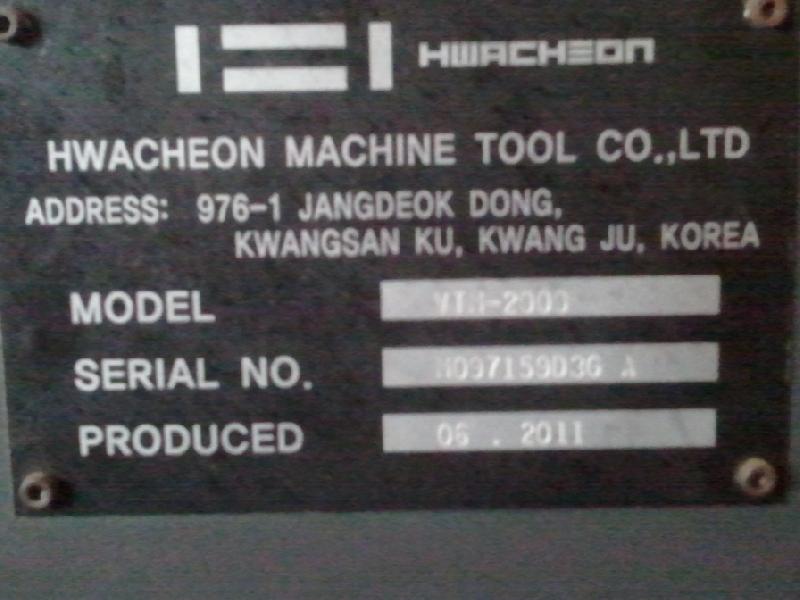 HWACHEON
HWACHEON MACHINE TOOL CO.,LTD
ADDRESS: 976-1 JANGDEOK DONG,
KWANGSAN KU, KWANG JU, KOREA
MODEL
SERIAL NO.
PRODUCED 06 . 2011